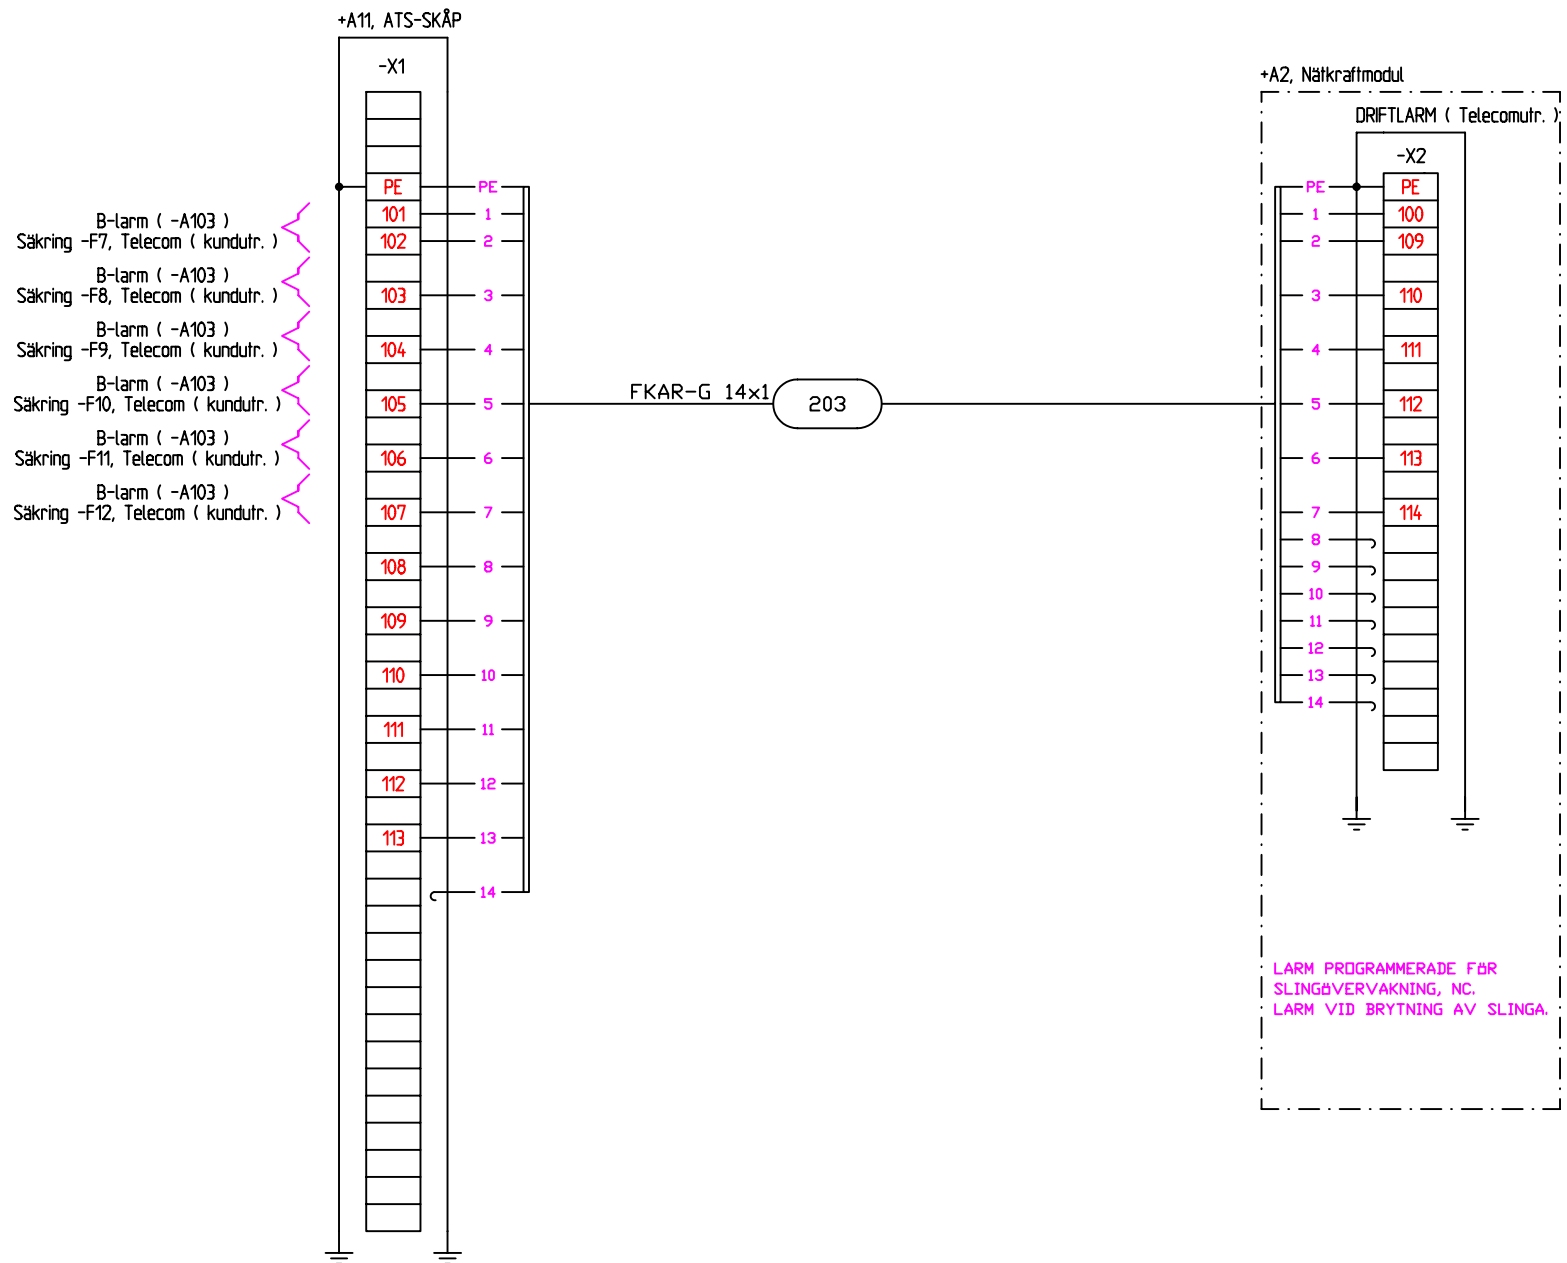 +A11, ATS-SKÅP
-X1
PE PE
B-larm ( -A103 )
Säkring -F7, Telecom ( kundutr. )
101 1
102 2
B-larm ( -A103 )
Säkring -F8, Telecom ( kundutr. )
103 3
B-larm ( -A103 )
Säkring -F9, Telecom ( kundutr. )
104 4
B-larm ( -A103 )
Säkring -F10, Telecom ( kundutr. )
105 5
B-larm ( -A103 )
Säkring -F11, Telecom ( kundutr. )
106 6
B-larm ( -A103 )
Säkring -F12, Telecom ( kundutr. )
107 7
108 8
109 9
110 10
111 11
112 12
113 13
14
FKAR-G 14x1
203
+A2, Nätkraftmodul
DRIFTLARM ( Telecomutr. )
-X2
PE PE
1 100
2 109
3 110
4 111
5 112
6 113
7 114
8
9
10
11
12
13
14
LARM PROGRAMMERADE FÖR
SLINGÖVERVAKNING, NC.
LARM VID BRYTNING AV SLINGA.